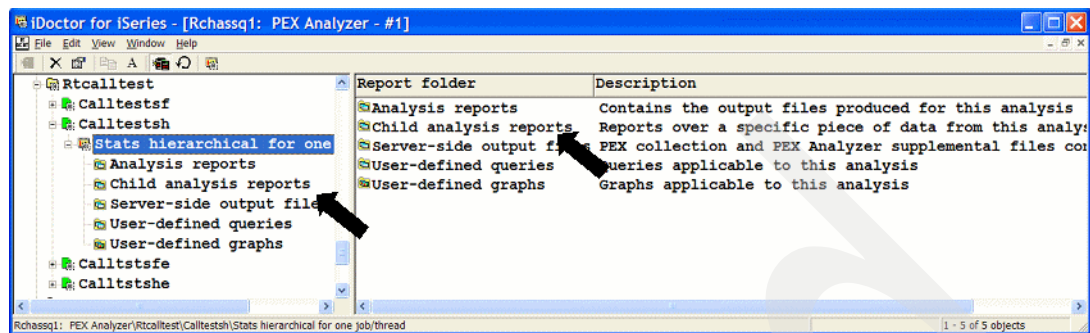 iDoctor for iSeries - [Rchassq1: PEX Analyzer - #1]
File Edit View Window Help
Rtcalltest
Calltestsf
Calltestsh
Stats hierarchical for one
Analysis reports
Child analysis reports
Server-side output file
User-defined queries
User-defined graphs
Calltstsfe
Calltstshe
Report folder Description
Analysis reports Contains the output files produced for this analysis
Child analysis reports Reports over a specific piece of data from this analys
Server-side output PEX collection and PEX Analyzer supplemental files con
User-defined queries Queries applicable to this analysis
User-defined graphs Graphs applicable to this analysis
Rchassq1: PEX Analyzer\Rtcalltest\Calltestsh\Stats hierarchical for one job/thread 1 - 5 of 5 objects